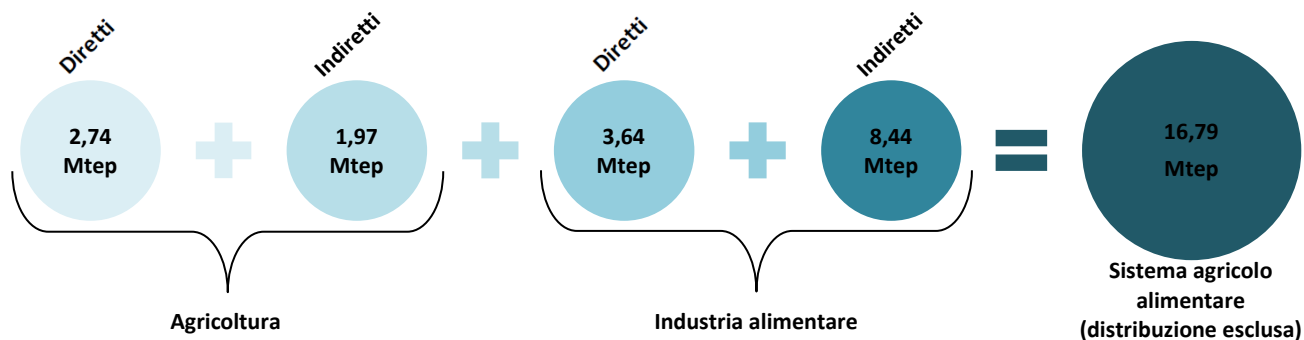 Diretti
Indiretti
Diretti
Indiretti
2,74
Mtep
1,97
Mtep
3,64
Mtep
8,44
Mtep
16,79
Mtep
Agricoltura
Industria alimentare
Sistema agricolo
alimentare
(distribuzione esclusa)